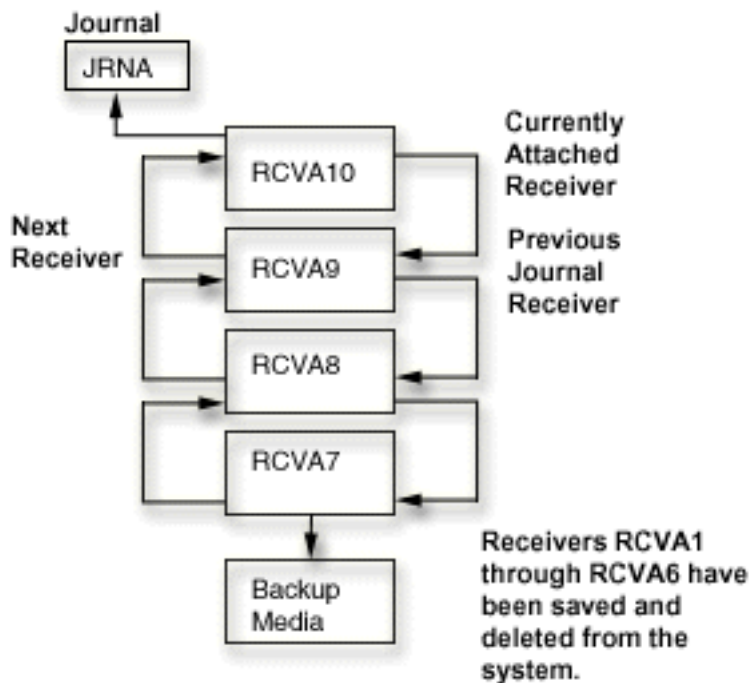 Journal
JRNA
RCVA10
Currently
Attached
Receiver
Next
Receiver
RCVA9
Previous
Journal
Receiver
RCVA8
RCVA7
Backup
Media
Receivers RCVA1
through RCVA6 have
been saved and
deleted from the
system.